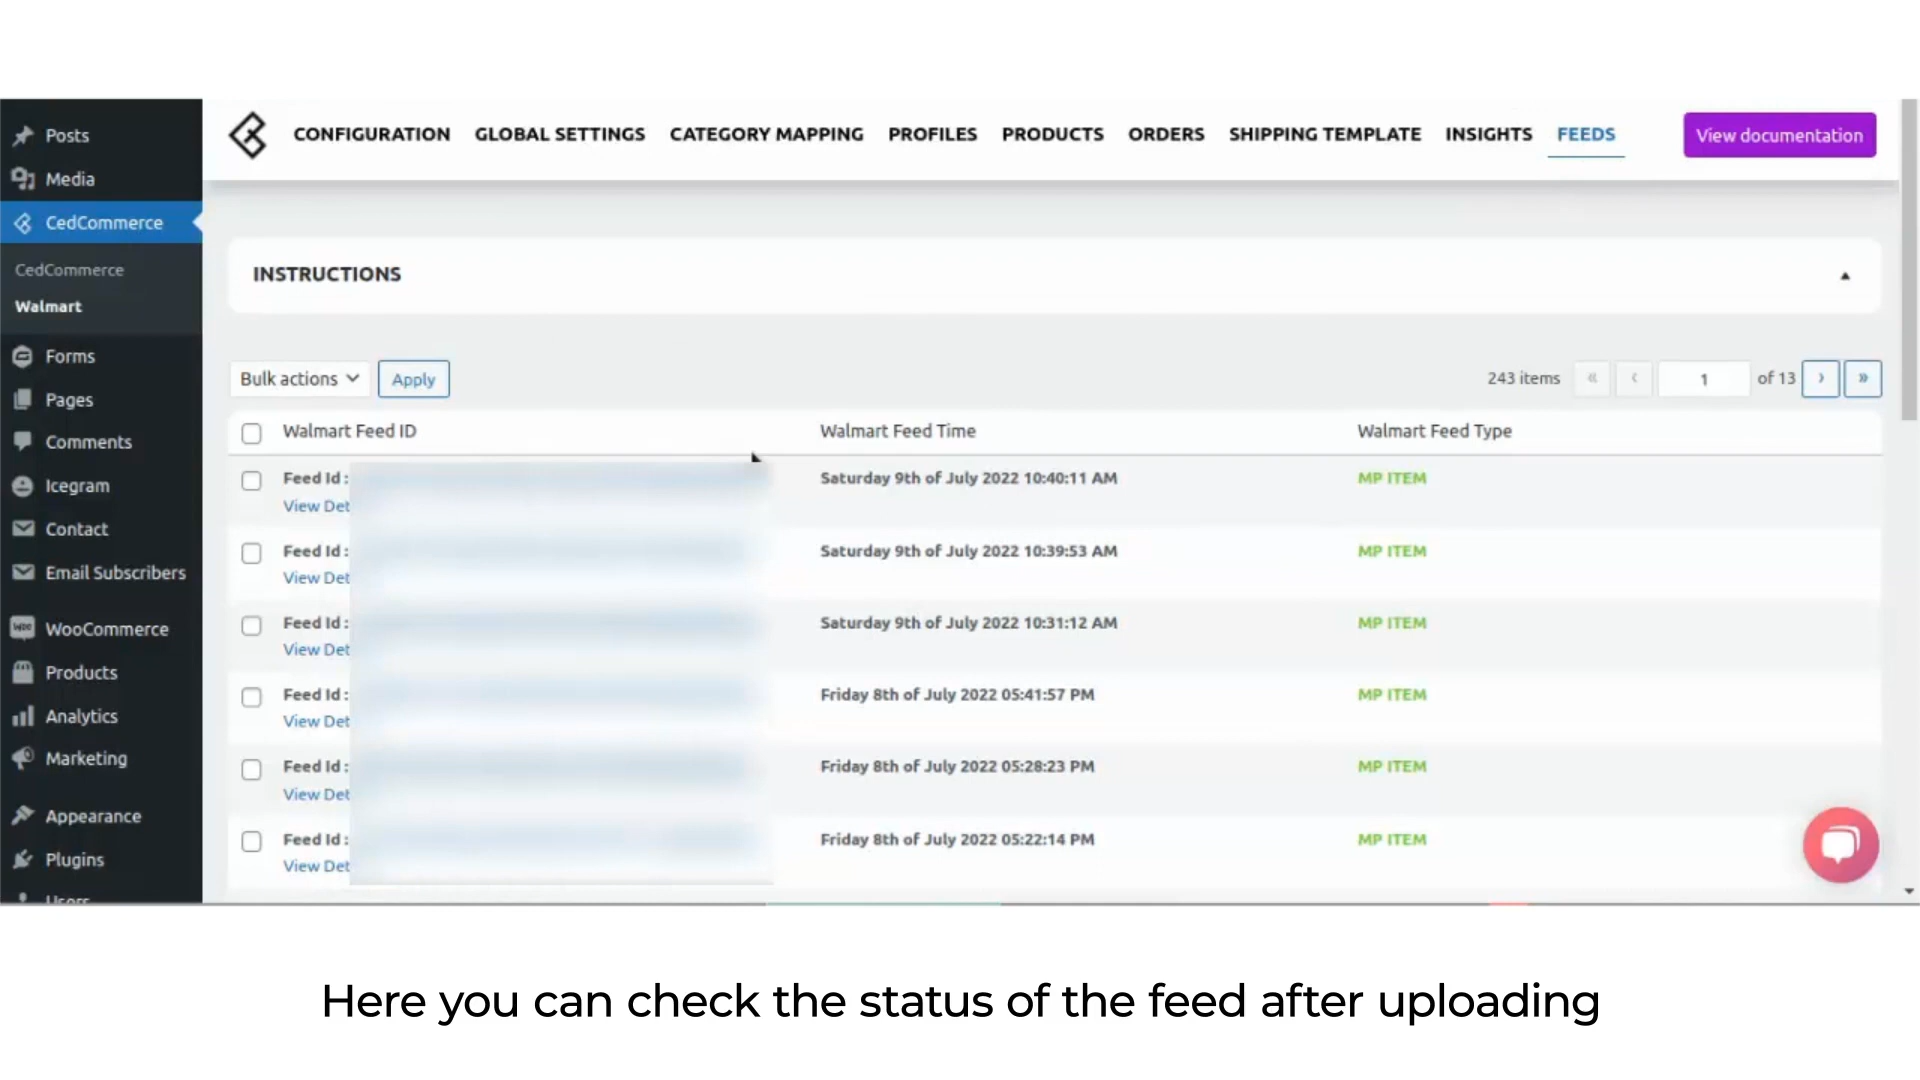 Posts
Media
CedCommerce
CedCommerce
Walmart
Forms
Pages
Comments
Icegram
Contact
Email Subscribers
WooCommerce
Products
Analytics
Marketing
Appearance
Plugins
Users
CONFIGURATION GLOBAL SETTINGS CATEGORY MAPPING PROFILES PRODUCTS ORDERS SHIPPING TEMPLATE INSIGHTS FEEDS View documentation
INSTRUCTIONS
Bulk actions Apply 243 items « ‹ 1 of 13 › »
Walmart Feed ID Walmart Feed Time Walmart Feed Type
Feed Id : Saturday 9th of July 2022 10:40:11 AM MP ITEM
View Det
Feed Id : Saturday 9th of July 2022 10:39:53 AM MP ITEM
View Det
Feed Id : Saturday 9th of July 2022 10:31:12 AM MP ITEM
View Det
Feed Id : Friday 8th of July 2022 05:41:57 PM MP ITEM
View Det
Feed Id : Friday 8th of July 2022 05:28:23 PM MP ITEM
View Det
Feed Id : Friday 8th of July 2022 05:22:14 PM MP ITEM
View Det
Here you can check the status of the feed after uploading